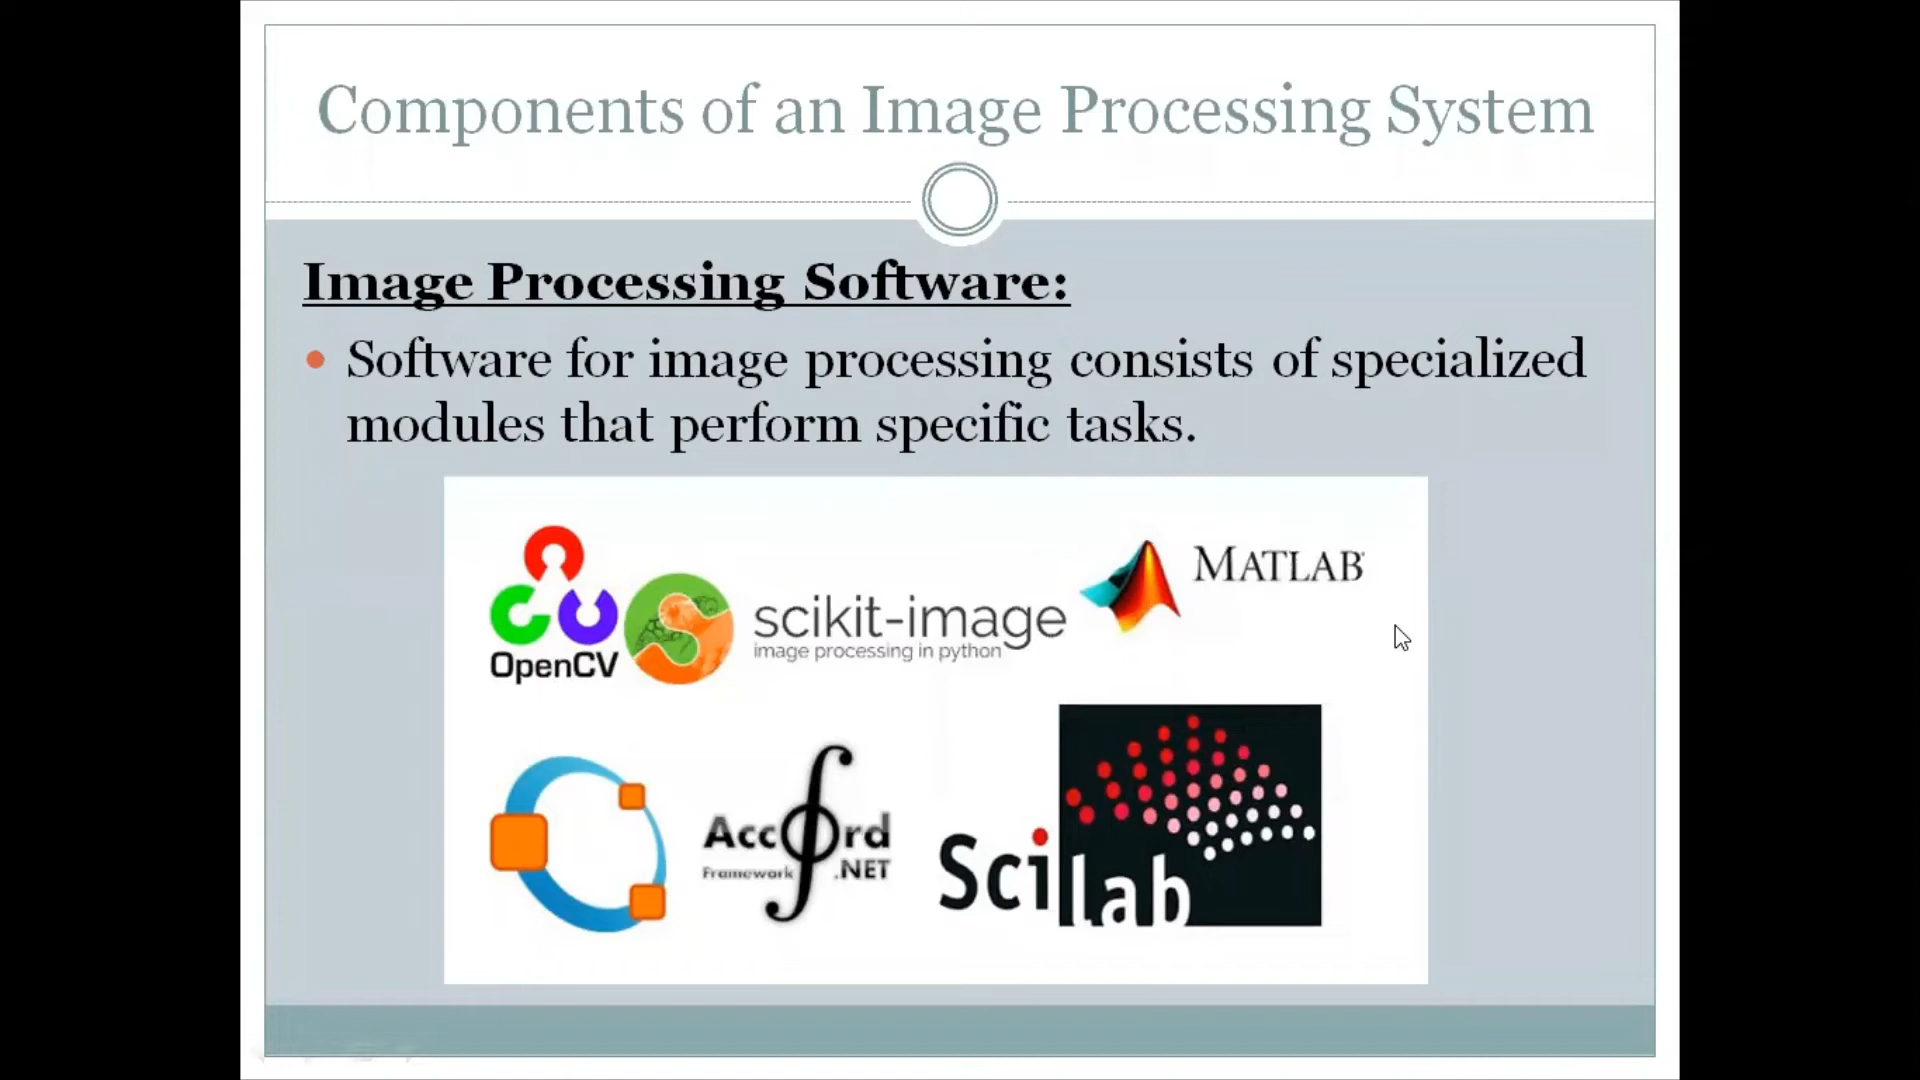 Components of an Image Processing System
Image Processing Software:
Software for image processing consists of specialized
modules that perform specific tasks.
OpenCV
scikit-image
image processing in python
MATLAB
Accord
Framework .NET
Scilab